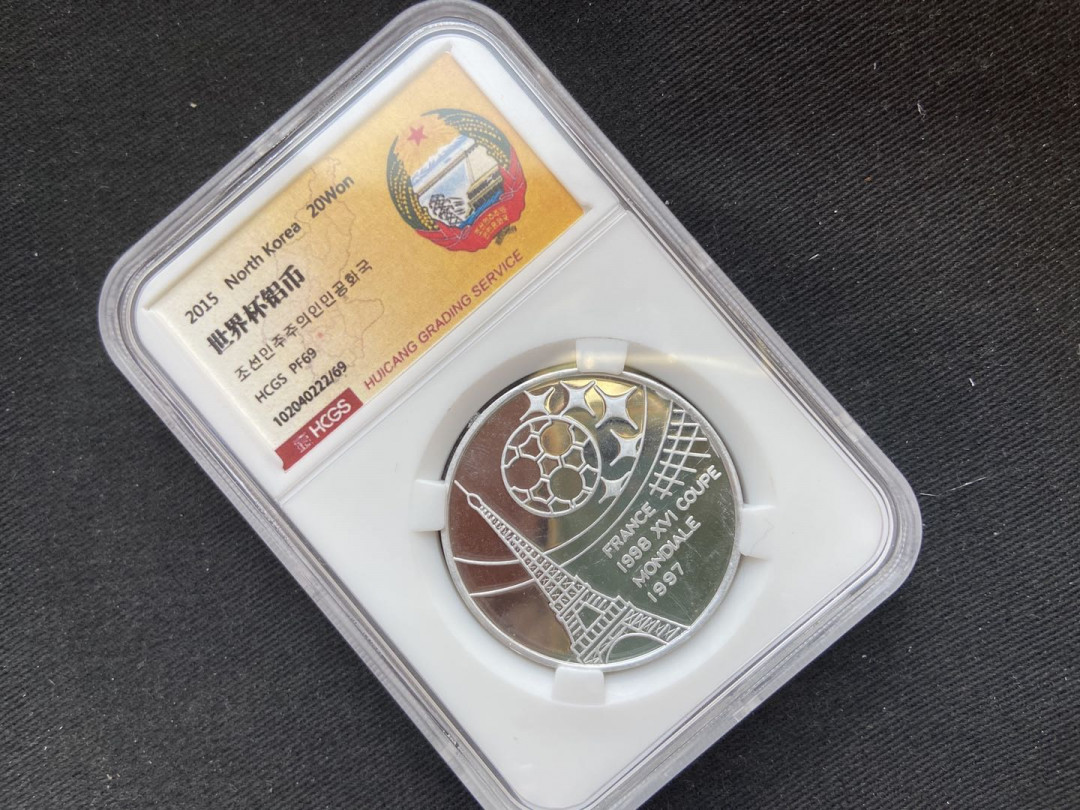 2015 North Korea 20Won
世界杯铝币
조선민주주의인민공화국
HCGS PF69
102040222/69
HCGS
HUICANG GRADING SERVICE
FRANCE
1998 XVI COUPE
MONDIALE
1997